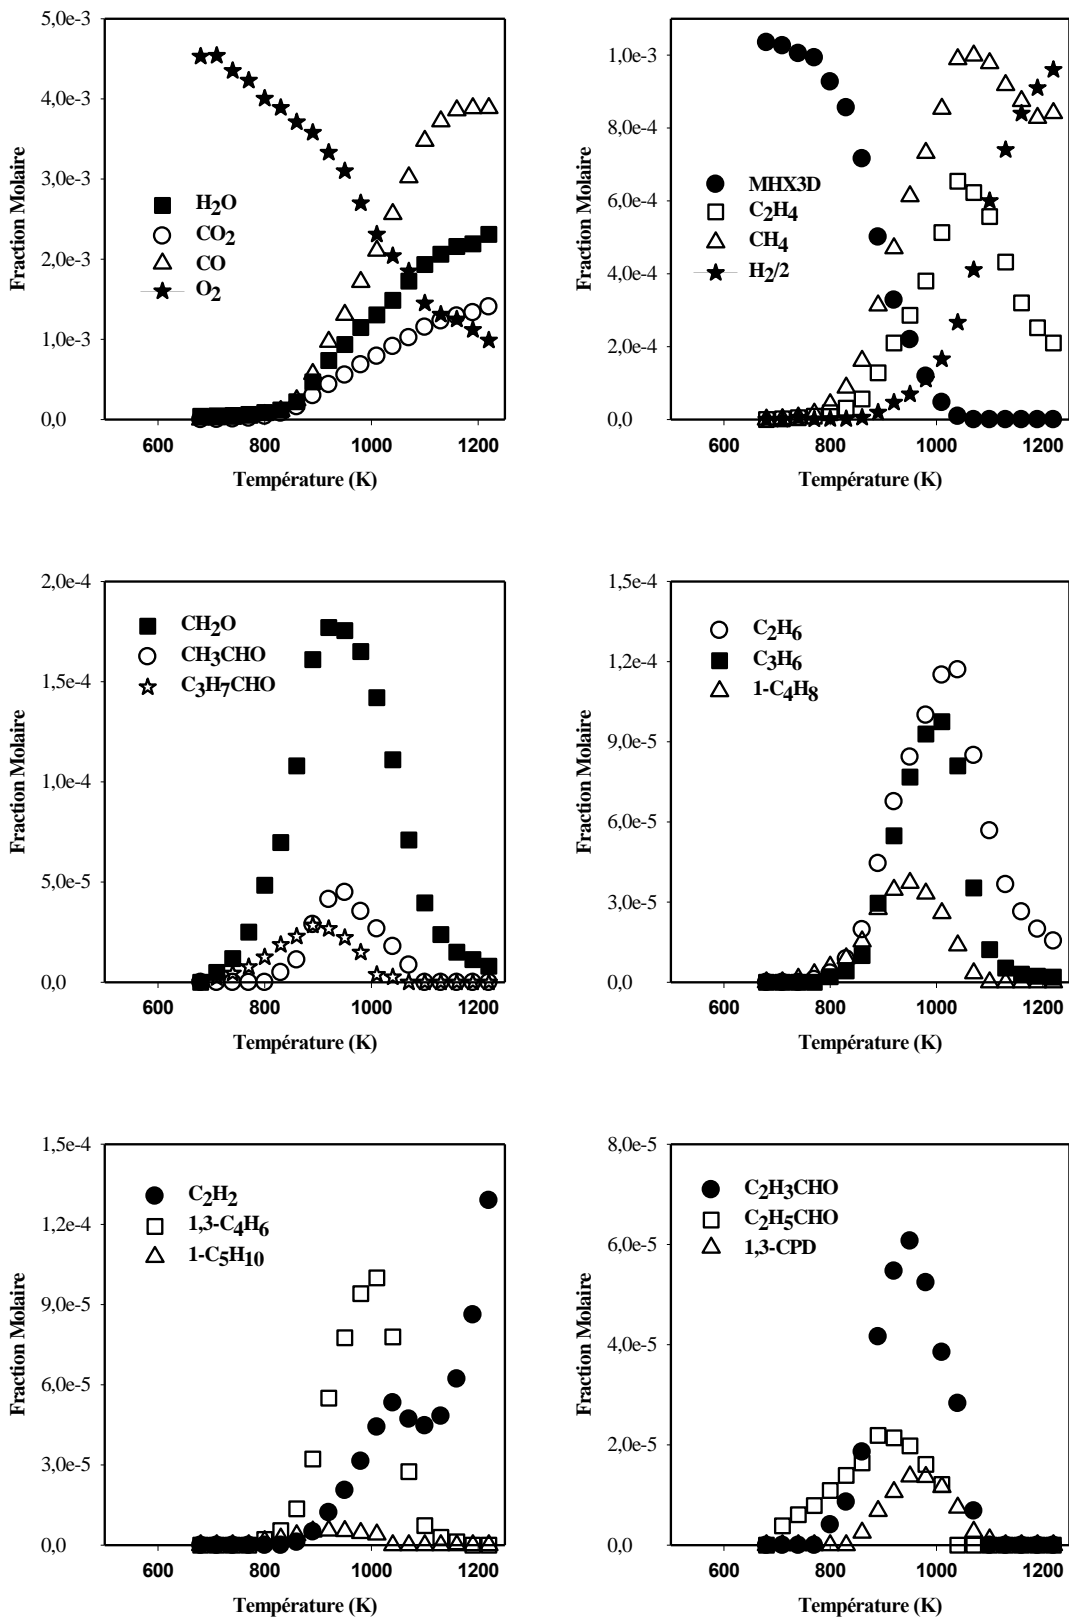 5,0e-3
4,0e-3
3,0e-3
2,0e-3
1,0e-3
0,0
Fraction Molaire
H2O
CO2
CO
O2
600 800 1000 1200
Température (K)
1,0e-3
8,0e-4
6,0e-4
4,0e-4
2,0e-4
0,0
Fraction Molaire
MHX3D
C2H4
CH4
H2/2
600 800 1000 1200
Température (K)
2,0e-4
1,5e-4
1,0e-4
5,0e-5
0,0
Fraction Molaire
CH2O
CH3CHO
C3H7CHO
600 800 1000 1200
Température (K)
1,5e-4
1,2e-4
9,0e-5
6,0e-5
3,0e-5
0,0
Fraction Molaire
C2H6
C3H6
1-C4H8
600 800 1000 1200
Température (K)
1,5e-4
1,2e-4
9,0e-5
6,0e-5
3,0e-5
0,0
Fraction Molaire
C2H2
1,3-C4H6
1-C5H10
600 800 1000 1200
Température (K)
8,0e-5
6,0e-5
4,0e-5
2,0e-5
0,0
Fraction Molaire
C2H3CHO
C2H5CHO
1,3-CPD
600 800 1000 1200
Température (K)